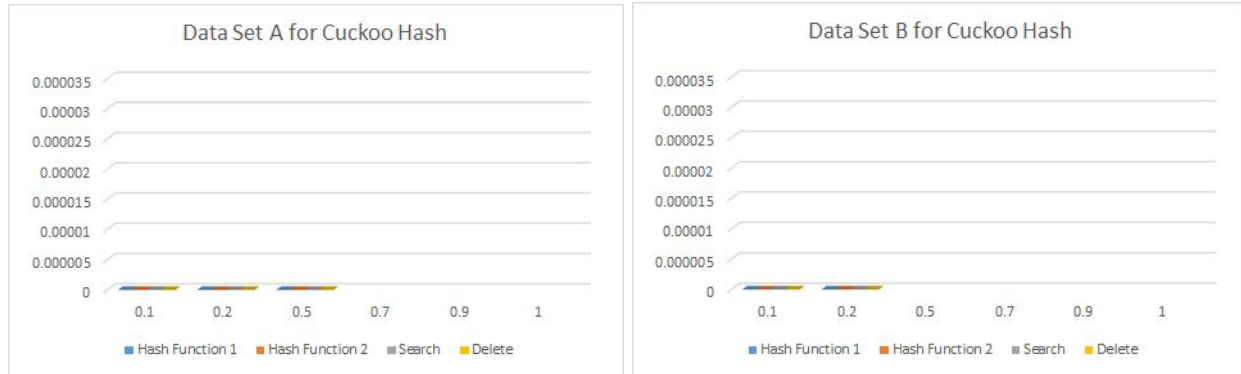 Data Set A for Cuckoo Hash
0.000035
0.00003
0.000025
0.00002
0.000015
0.00001
0.000005
0
0.1 0.2 0.5 0.7 0.9 1
Hash Function 1 Hash Function 2 Search Delete
Data Set B for Cuckoo Hash
0.000035
0.00003
0.000025
0.00002
0.000015
0.00001
0.000005
0
0.1 0.2 0.5 0.7 0.9 1
Hash Function 1 Hash Function 2 Search Delete